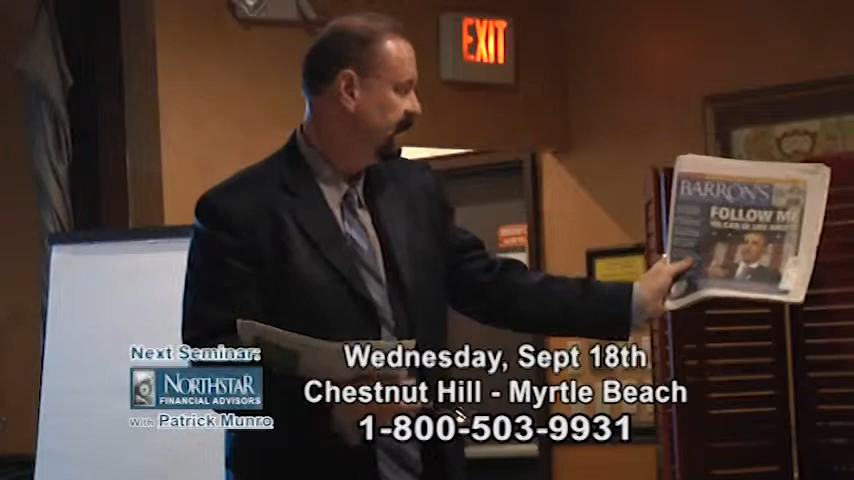 EXIT
BARRON'S
FOLLOW ME
Next Seminar:
NORTHSTAR
FINANCIAL ADVISORS
With Patrick Munro
Wednesday, Sept 18th
Chestnut Hill - Myrtle Beach
1-800-503-9931